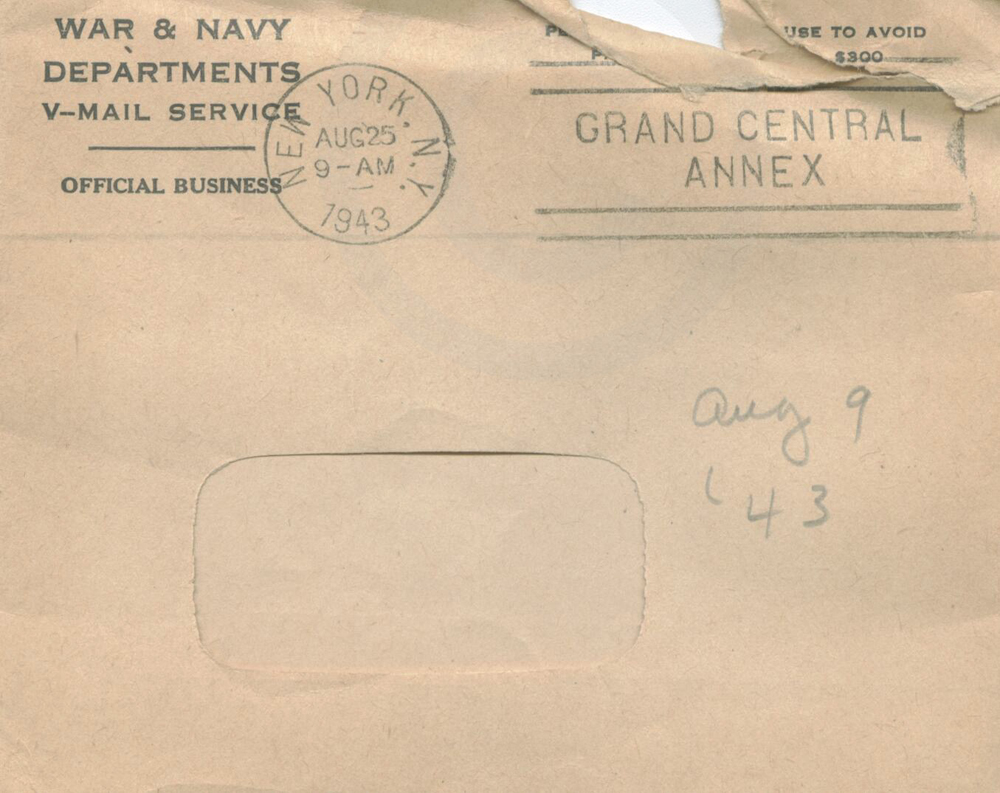 WAR & NAVY
DEPARTMENTS
V–MAIL SERVICE
OFFICIAL BUSINESS
NEW YORK, N.Y.
AUG 25
9–AM
1943
USE TO AVOID
$300
GRAND CENTRAL
ANNEX
Aug 9
'43